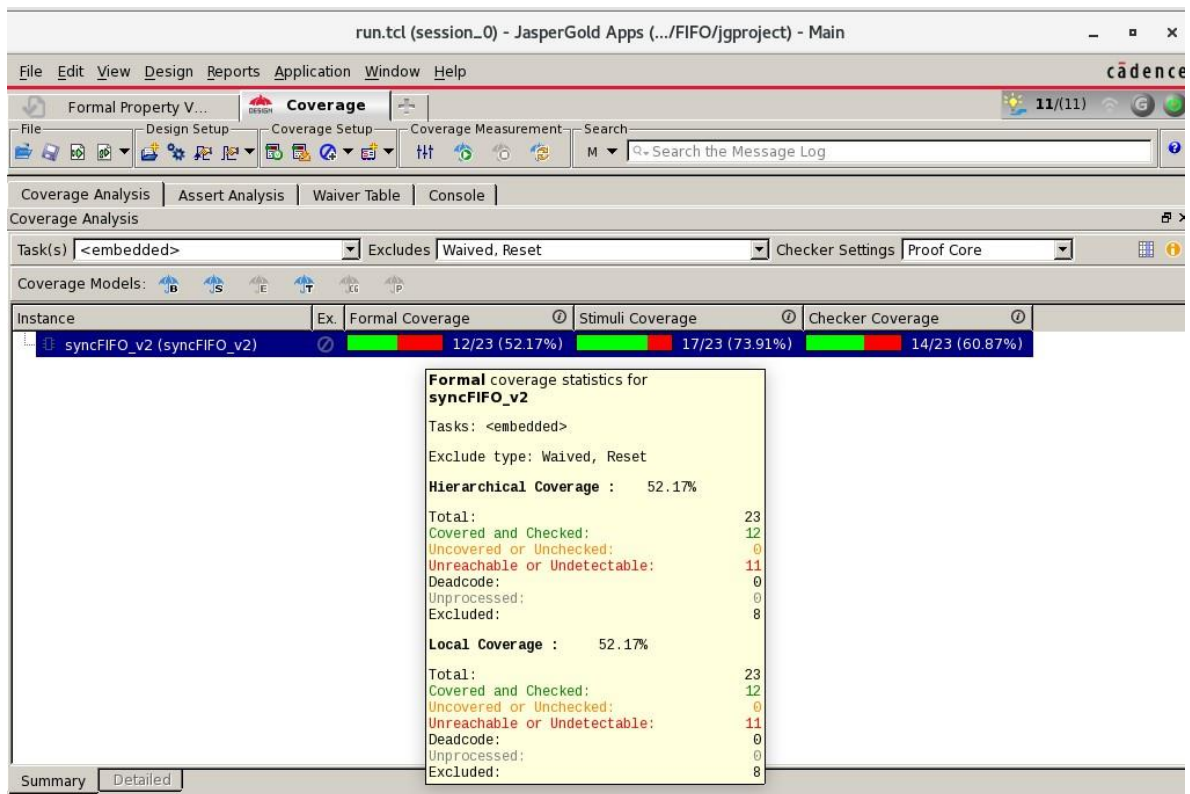 run.tcl (session_0) - JasperGold Apps (.../FIFO/jgproject) - Main
File Edit View Design Reports Application Window Help cādence
Formal Property V... DESIGN Coverage 11/(11) G
File Design Setup Coverage Setup Coverage Measurement Search
M Search the Message Log
Coverage Analysis Assert Analysis Waiver Table Console
Coverage Analysis
Task(s) <embedded> Excludes Waived, Reset Checker Settings Proof Core
Coverage Models: B S E T CG P
Instance Ex. Formal Coverage Stimuli Coverage Checker Coverage
syncFIFO_v2 (syncFIFO_v2) 12/23 (52.17%) 17/23 (73.91%) 14/23 (60.87%)
Formal coverage statistics for
syncFIFO_v2
Tasks: <embedded>
Exclude type: Waived, Reset
Hierarchical Coverage : 52.17%
Total: 23
Covered and Checked: 12
Uncovered or Unchecked: 0
Unreachable or Undetectable: 11
Deadcode: 0
Unprocessed: 0
Excluded: 8
Local Coverage : 52.17%
Total: 23
Covered and Checked: 12
Uncovered or Unchecked: 0
Unreachable or Undetectable: 11
Deadcode: 0
Unprocessed: 0
Excluded: 8
Summary Detailed